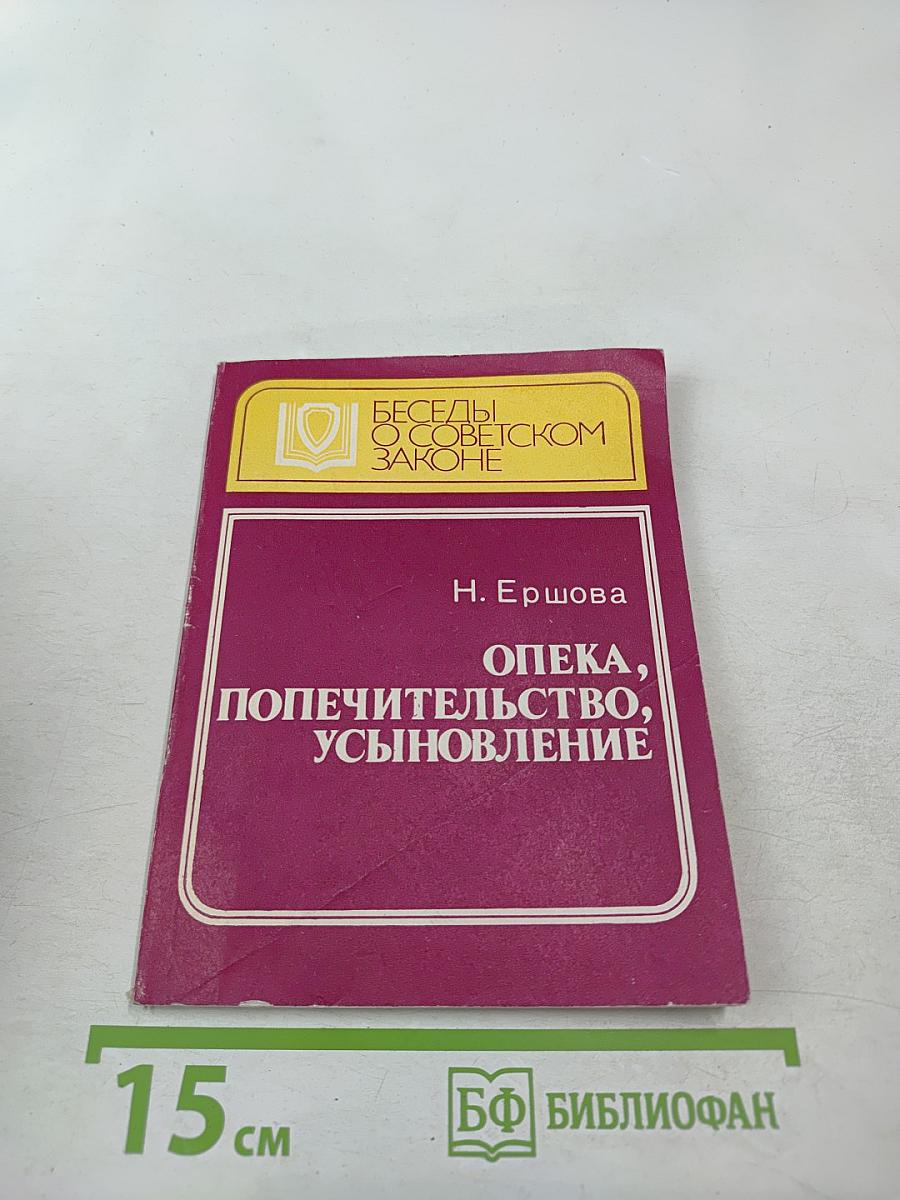 БЕСЕДЫ
О СОВЕТСКОМ
ЗАКОНЕ
Н. Ершова
ОПЕКА,
ПОПЕЧИТЕЛЬСТВО,
УСЫНОВЛЕНИЕ
15 см
БФ БИБЛИОФАН